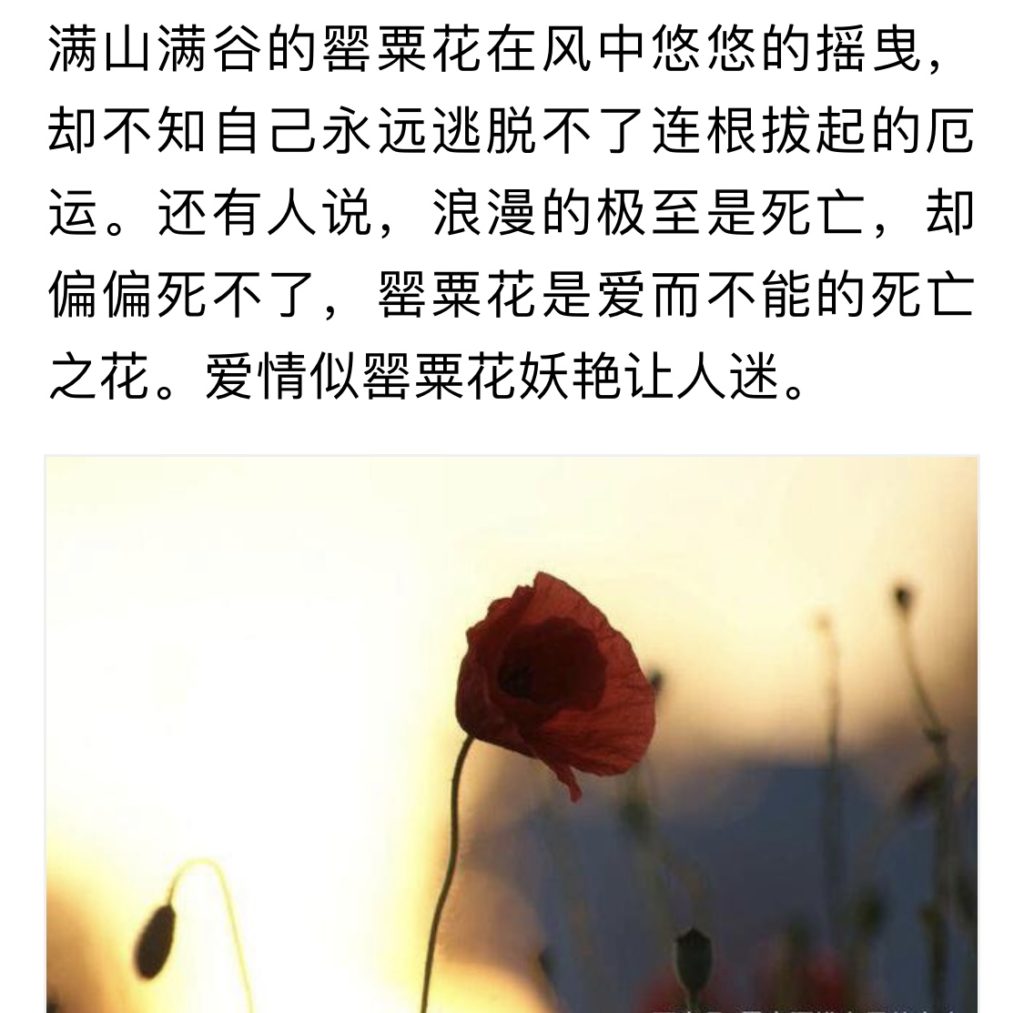 满山满谷的罂粟花在风中悠悠的摇曳，
却不知自己永远逃脱不了连根拔起的厄
运。还有人说，浪漫的极至是死亡，却
偏偏死不了，罂粟花是爱而不能的死亡
之花。爱情似罂粟花妖艳让人迷。